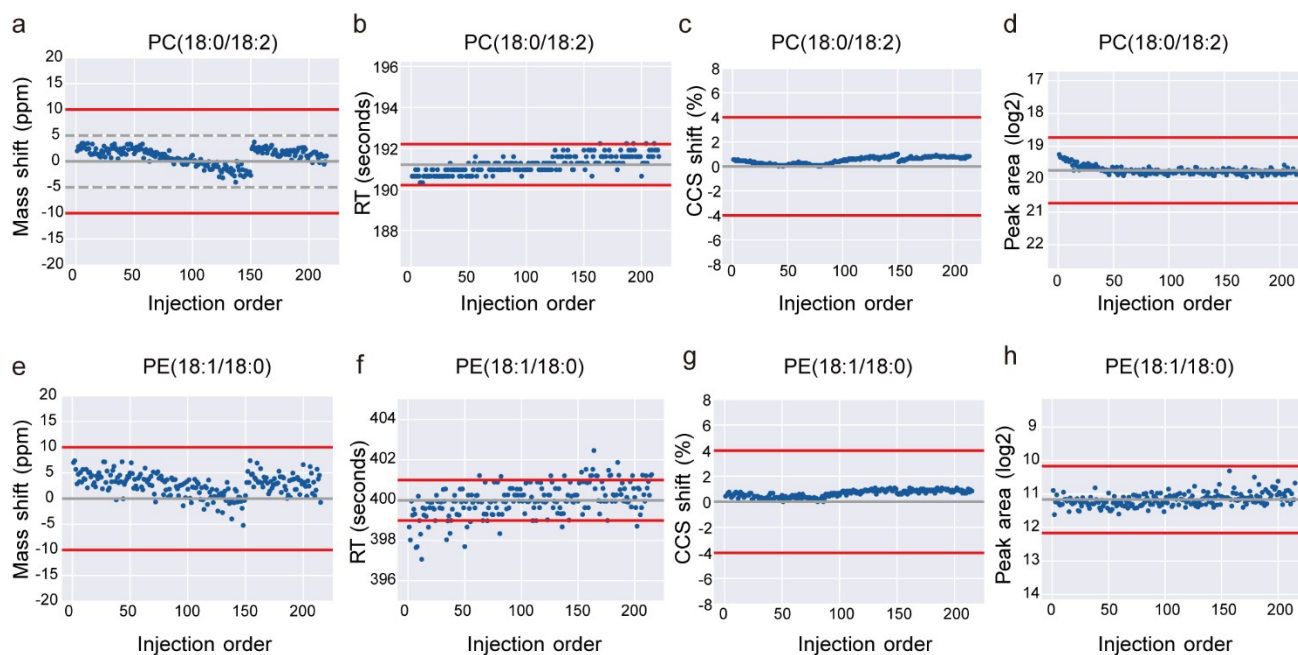 a
PC(18:0/18:2)
Mass shift (ppm)
20
15
10
5
0
-5
-10
-15
-20
0 50 100 150 200
Injection order
b
PC(18:0/18:2)
RT (seconds)
196
194
192
190
188
0 50 100 150 200
Injection order
c
PC(18:0/18:2)
CCS shift (%)
8
6
4
2
0
-2
-4
-6
-8
0 50 100 150 200
Injection order
d
PC(18:0/18:2)
Peak area (log2)
17
18
19
20
21
22
0 50 100 150 200
Injection order
e
PE(18:1/18:0)
Mass shift (ppm)
20
15
10
5
0
-5
-10
-15
20
0 50 100 150 200
Injection order
f
PE(18:1/18:0)
RT (seconds)
404
402
400
398
396
0 50 100 150 200
Injection order
g
PE(18:1/18:0)
CCS shift (%)
8
6
4
2
0
-2
-4
-6
-8
0 50 100 150 200
Injection order
h
PE(18:1/18:0)
Peak area (log2)
9
10
11
12
13
14
0 50 100 150 200
Injection order